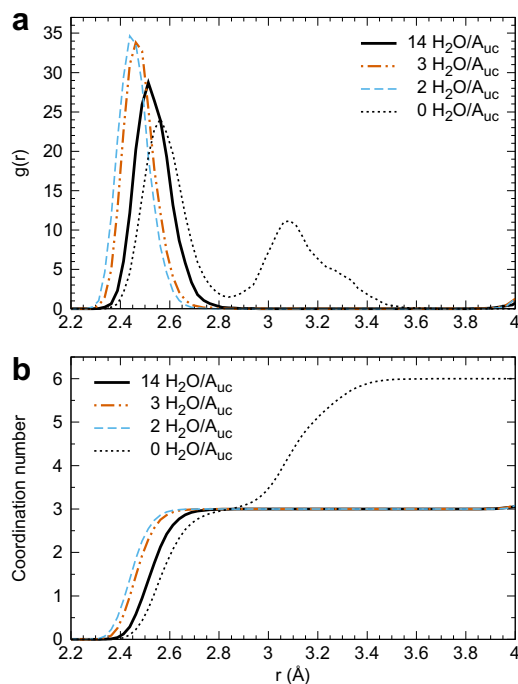 a
g(r)
35
30
25
20
15
10
5
0
14 H2O/Auc
3 H2O/Auc
2 H2O/Auc
0 H2O/Auc
2.2 2.4 2.6 2.8 3 3.2 3.4 3.6 3.8 4
b
Coordination number
6
5
4
3
2
1
0
14 H2O/Auc
3 H2O/Auc
2 H2O/Auc
0 H2O/Auc
2.2 2.4 2.6 2.8 3 3.2 3.4 3.6 3.8 4
r (Å)